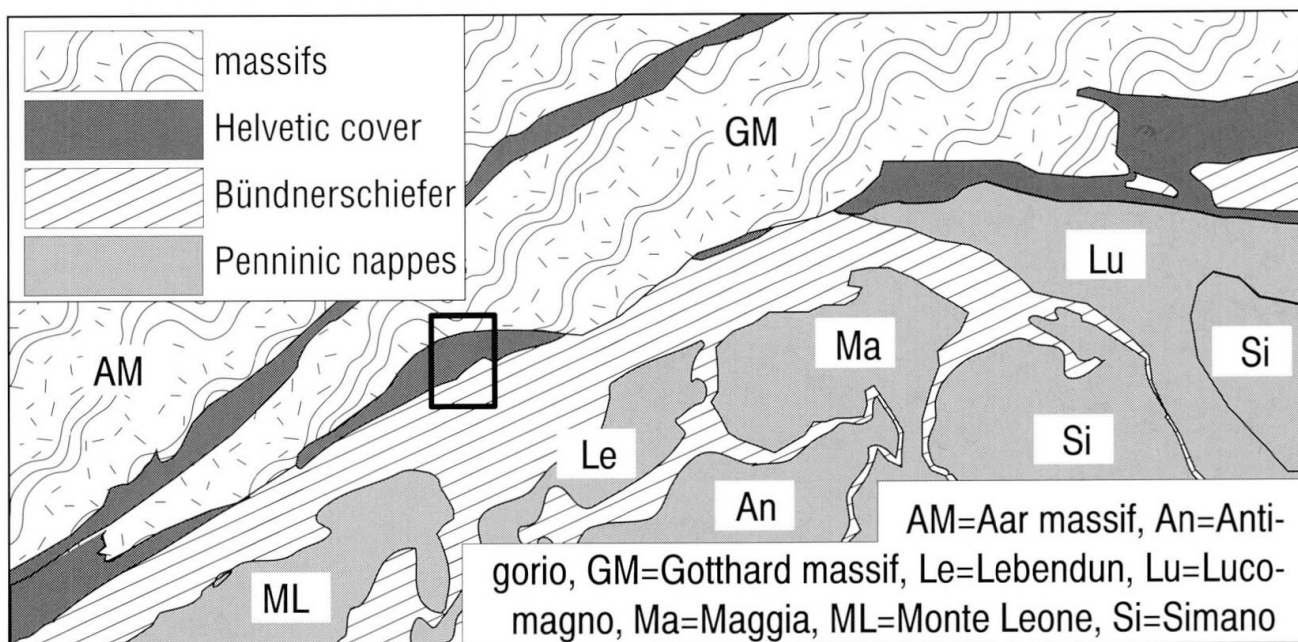 massifs
Helvetic cover
Bündnerschiefer
Penninic nappes
GM
AM
Lu
Ma
Si
Le
Si
An
ML
AM=Aar massif, An=Anti-
gorio, GM=Gotthard massif, Le=Lebendun, Lu=Luco-
magno, Ma=Maggia, ML=Monte Leone, Si=Simano